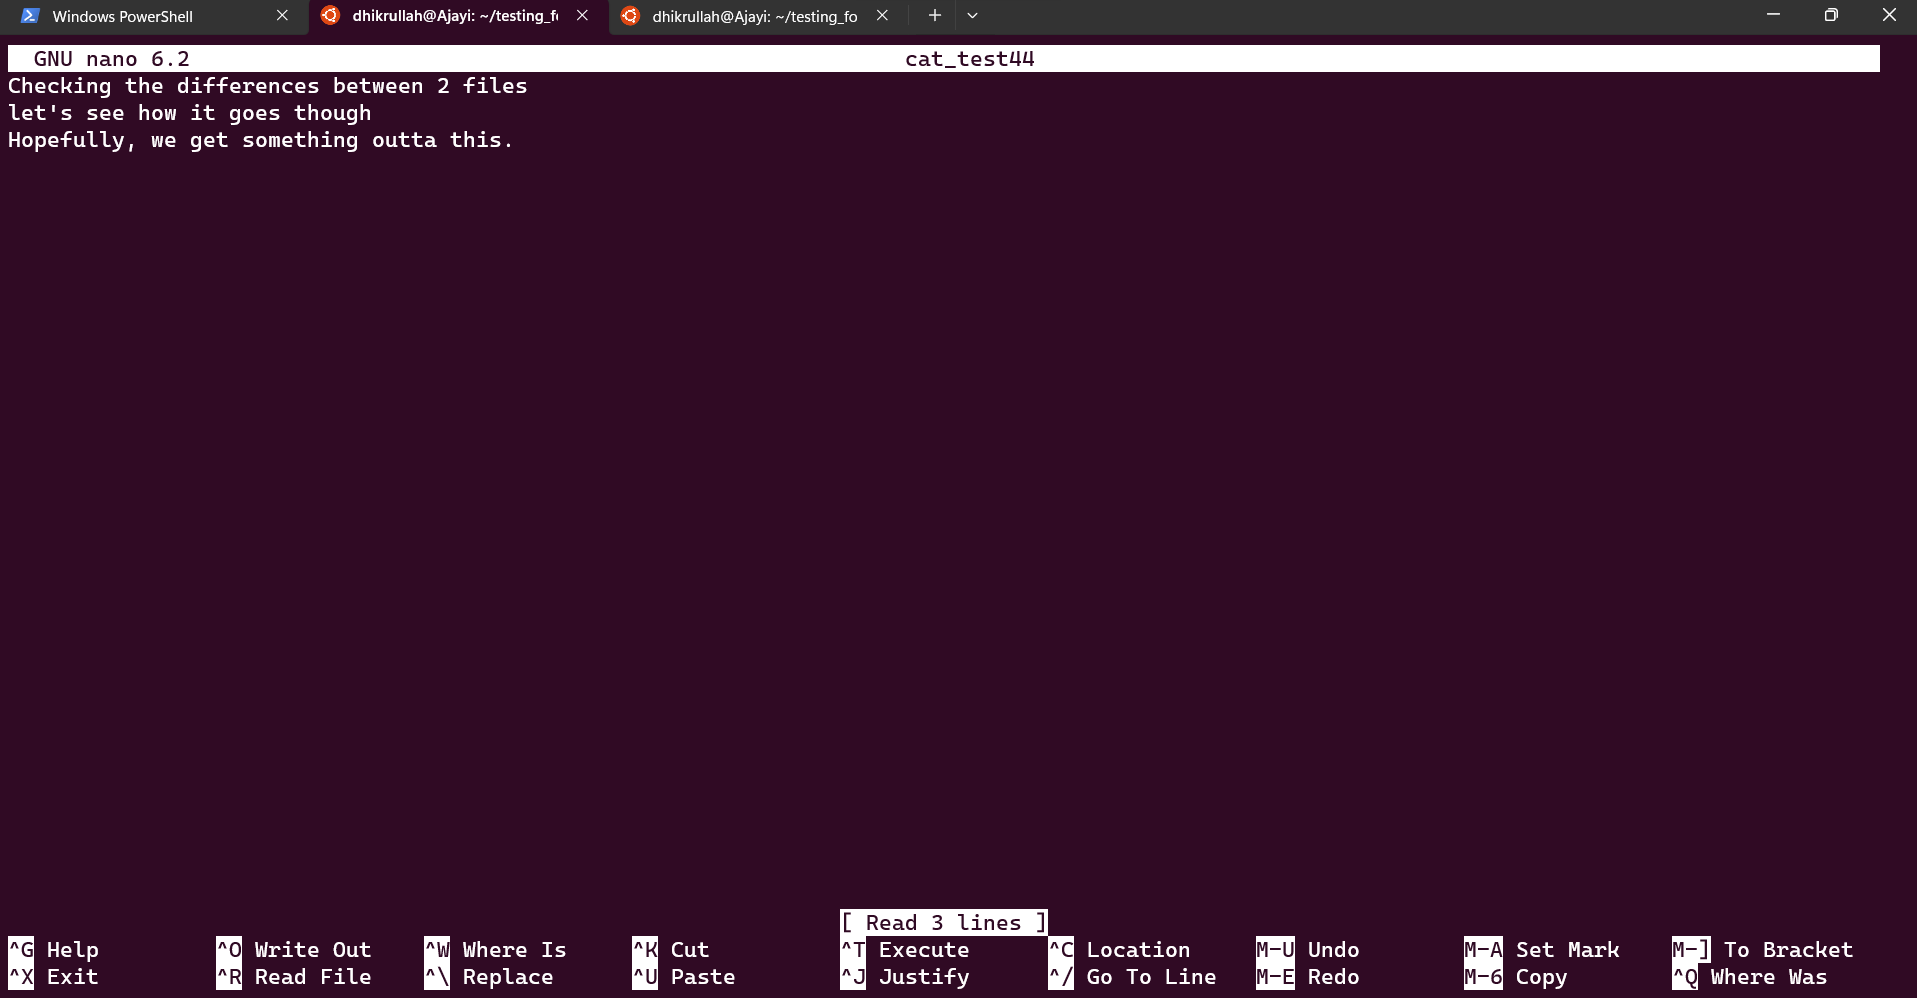 Windows PowerShell
dhikrullah@Ajayi: ~/testing_f
dhikrullah@Ajayi: ~/testing_fo
GNU nano 6.2 cat_test44
Checking the differences between 2 files
let's see how it goes though
Hopefully, we get something outta this.
[ Read 3 lines ]
^G Help ^O Write Out ^W Where Is ^K Cut ^T Execute ^C Location M-U Undo M-A Set Mark M-] To Bracket
^X Exit ^R Read File ^\ Replace ^U Paste ^J Justify ^/ Go To Line M-E Redo M-6 Copy ^Q Where Was